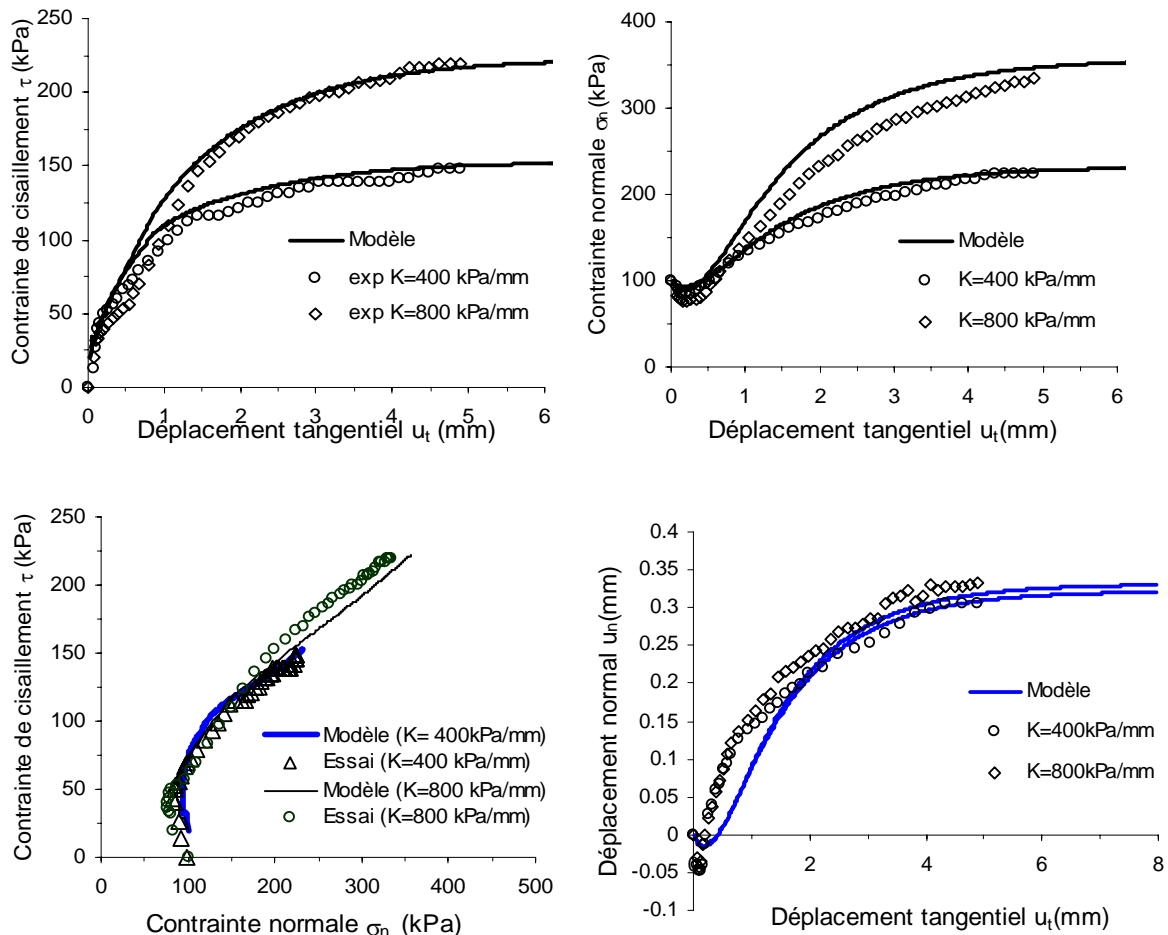 Contrainte de cisaillement τ (kPa)
250
200
150
100
50
0
0 1 2 3 4 5 6
Déplacement tangentiel ut (mm)
Modèle
exp K=400 kPa/mm
exp K=800 kPa/mm
Contrainte normale σn (kPa)
400
300
200
100
0
0 1 2 3 4 5 6
Déplacement tangentiel ut(mm)
Modèle
K=400 kPa/mm
K=800 kPa/mm
Contrainte de cisaillement τ (kPa)
250
200
150
100
50
0
0 100 200 300 400 500
Contrainte normale σn (kPa)
Modèle (K= 400kPa/mm)
Essai (K=400 kPa/mm)
Modèle (K=800 kPa/mm)
Essai (K=800 kPa/mm)
Déplacement normal un(mm)
0.4
0.3
0.2
0.15
0.1
0.05
0
-0.05
-0.1
2 4 6 8
Déplacement tangentiel ut(mm)
Modèle
K=400kPa/mm
K=800kPa/mm